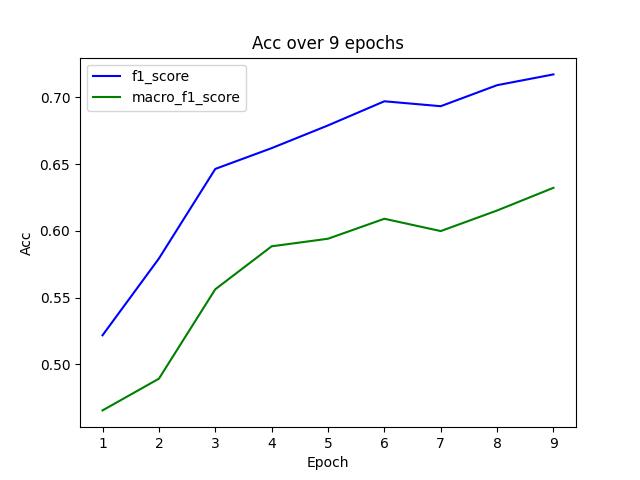 Acc over 9 epochs
f1_score
macro_f1_score
0.70
0.65
0.60
0.55
0.50
Acc
1 2 3 4 5 6 7 8 9
Epoch